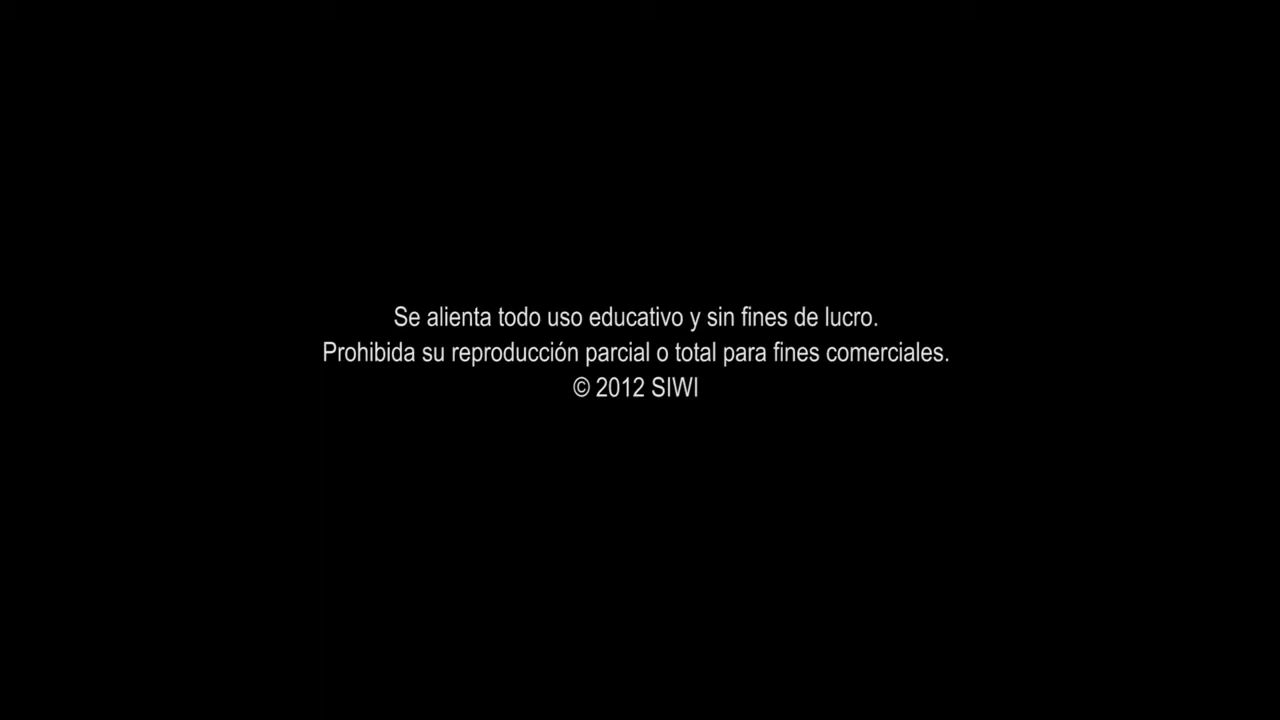 Se alienta todo uso educativo y sin fines de lucro.
Prohibida su reproducción parcial o total para fines comerciales.
© 2012 SIWI